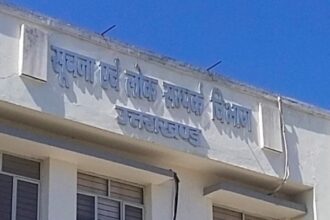 सूचना एवं लोक सम्पर्क विभाग
उत्तराखण्ड